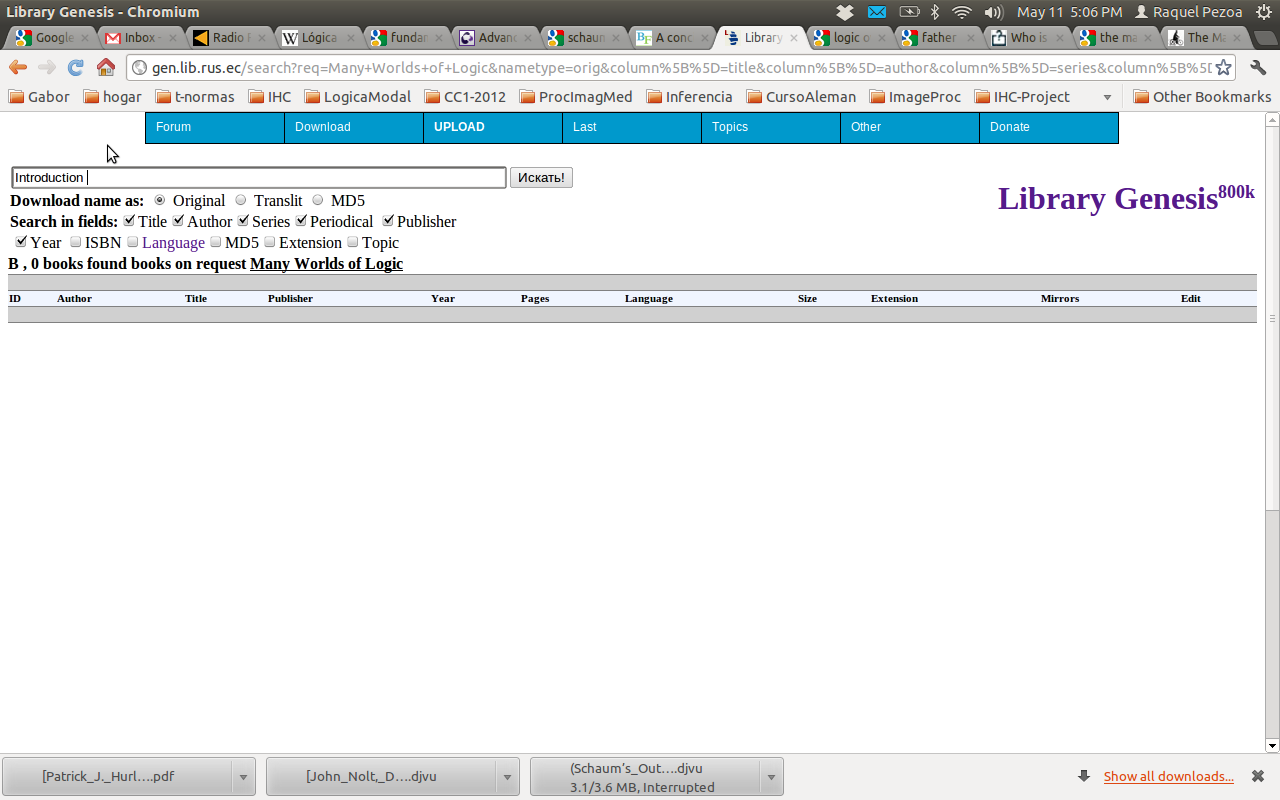 Library Genesis - Chromium
May 11 5:06 PM Raquel Pezoa
Google Inbox - Radio Lógica fundar Advanc schaun A conc Library logic o father Who is the ma The Ma
gen.lib.rus.ec/search?req=Many+Worlds+of+Logic&nametype=orig&column%5B%5D=title&column%5B%5D=author&column%5B%5D=series&column%5B%5D
Gabor hogar t-normas IHC LogicaModal CC1-2012 ProcImagMed Inferencia CursoAleman ImageProc IHC-Project Other Bookmarks
Forum Download UPLOAD Last Topics Other Donate
Introduction Искать!
Library Genesis800k
Download name as: Original Translit MD5
Search in fields: Title Author Series Periodical Publisher
Year ISBN Language MD5 Extension Topic
B , 0 books found books on request Many Worlds of Logic
ID Author Title Publisher Year Pages Language Size Extension Mirrors Edit
[Patrick_J._Hurl....pdf
[John_Nolt,_D....djvu
(Schaum's_Out....djvu
3.1/3.6 MB, Interrupted
Show all downloads...